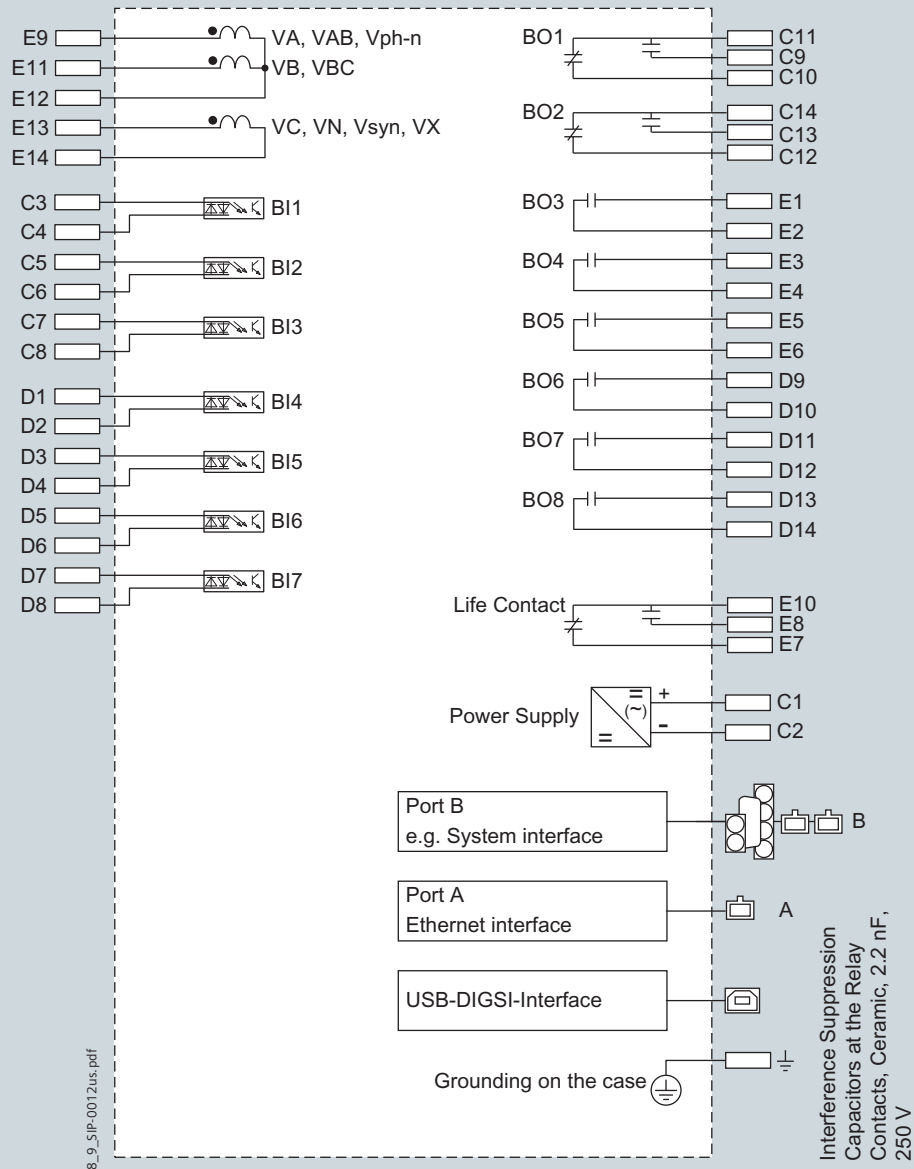 E9
VA, VAB, Vph-n
E11
VB, VBC
E12
E13
VC, VN, Vsyn, VX
E14
C3
BI1
C4
C5
BI2
C6
C7
BI3
C8
D1
BI4
D2
D3
BI5
D4
D5
BI6
D6
D7
BI7
D8
BO1
C11
C9
C10
BO2
C14
C13
C12
BO3
E1
E2
BO4
E3
E4
BO5
E5
E6
BO6
D9
D10
BO7
D11
D12
BO8
D13
D14
Life Contact
E10
E8
E7
Power Supply
= + 
(~)
= -
C1
C2
Port B
e.g. System interface
B
Port A
Ethernet interface
A
USB-DIGSI-Interface
Grounding on the case
Interference Suppression
Capacitors at the Relay
Contacts, Ceramic, 2.2 nF,
250 V
8_9_SIP-0012us.pdf